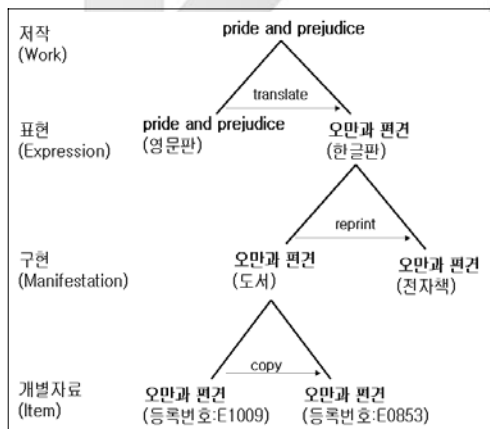 저작
(Work)
pride and prejudice
translate
표현
(Expression)
pride and prejudice
(영문판)
오만과 편견
(한글판)
reprint
구현
(Manifestation)
오만과 편견
(도서)
오만과 편견
(전자책)
copy
개별자료
(Item)
오만과 편견
(등록번호:E1009)
오만과 편견
(등록번호:E0853)